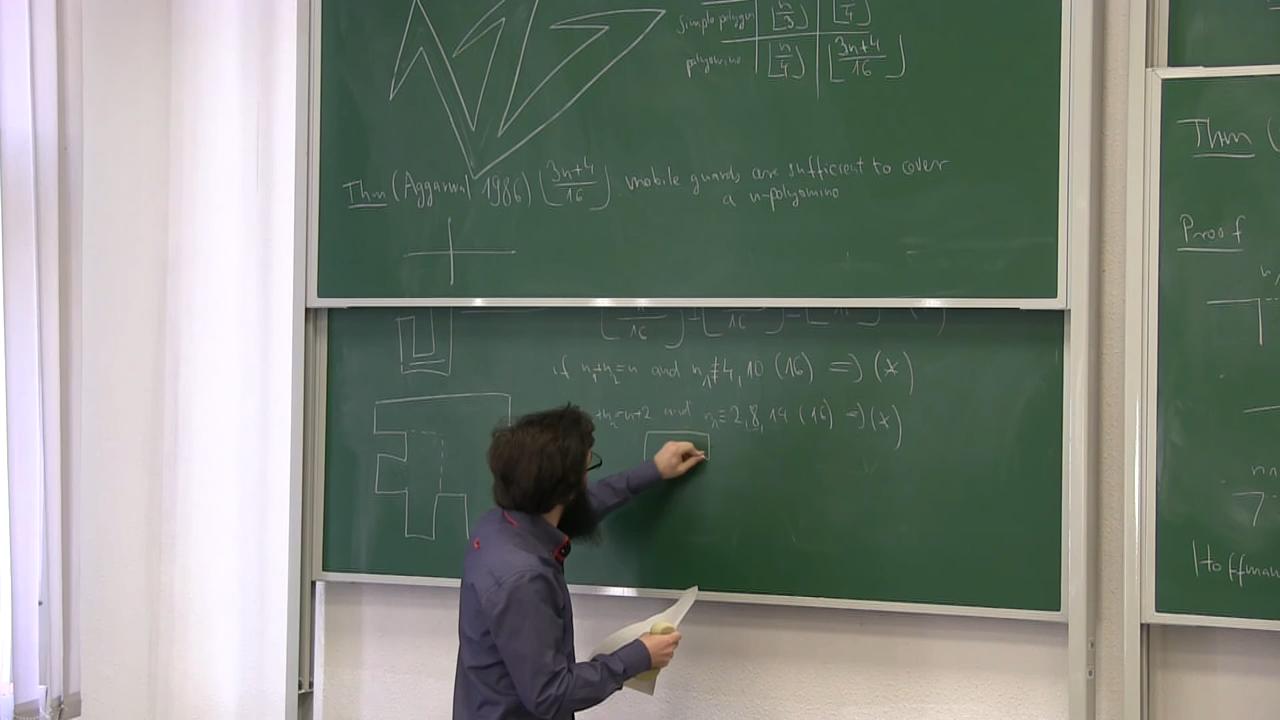 simple polygon ⌊n/3⌋ ⌊n/4⌋
polyomino ⌊n/4⌋ ⌊3n+4/16⌋
Thm (Aggarwal 1986) ⌊3n+4/16⌋ mobile guards are sufficient to cover
a n-polyomino
if n₁+n₂=n and n₁≢4,10 (16) => (*)
+n₂=n+2 and n₁≡2,8,14 (16) => (*)
Thm (
Proof
Hoffman